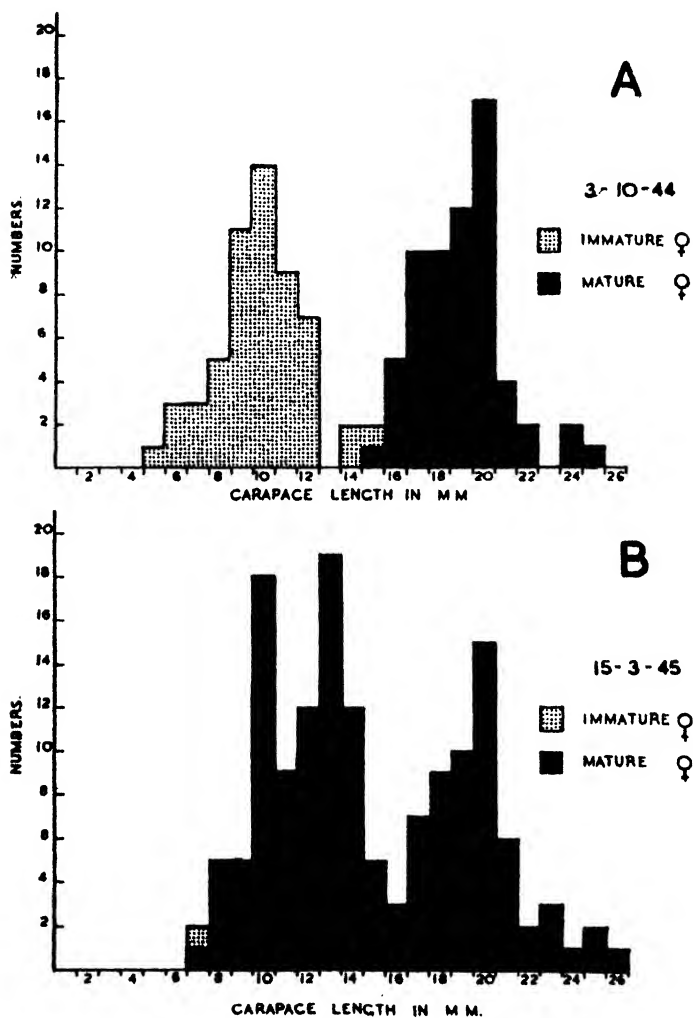 20
A
18
16
14
3-10-44
12
IMMATURE ♀
10
MATURE ♀
8
6
4
2
NUMBERS.
2 4 6 8 10 12 14 16 18 20 22 24 26
CARAPACE LENGTH IN MM
20
B
18
16
14
15-3-45
12
IMMATURE ♀
10
MATURE ♀
8
6
4
2
NUMBERS.
2 4 6 8 10 12 14 16 18 20 22 24 26
CARAPACE LENGTH IN MM.